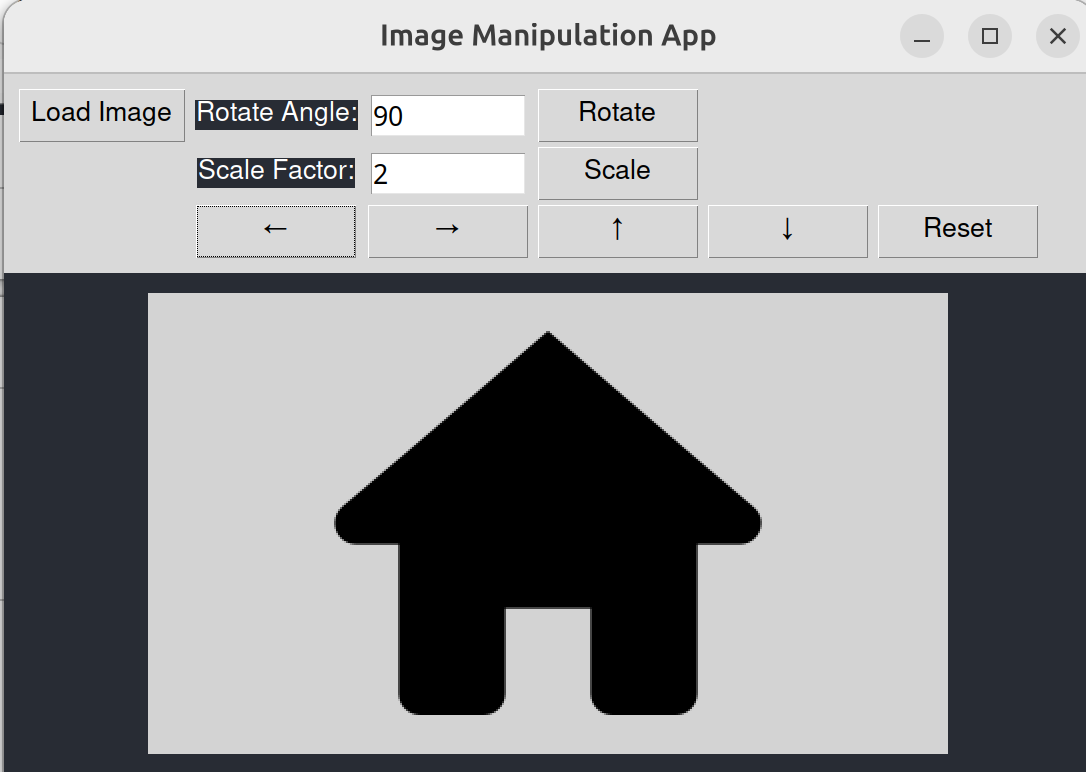 Image Manipulation App
Load Image Rotate Angle: 90 Rotate
Scale Factor: 2 Scale
← → ↑ ↓ Reset